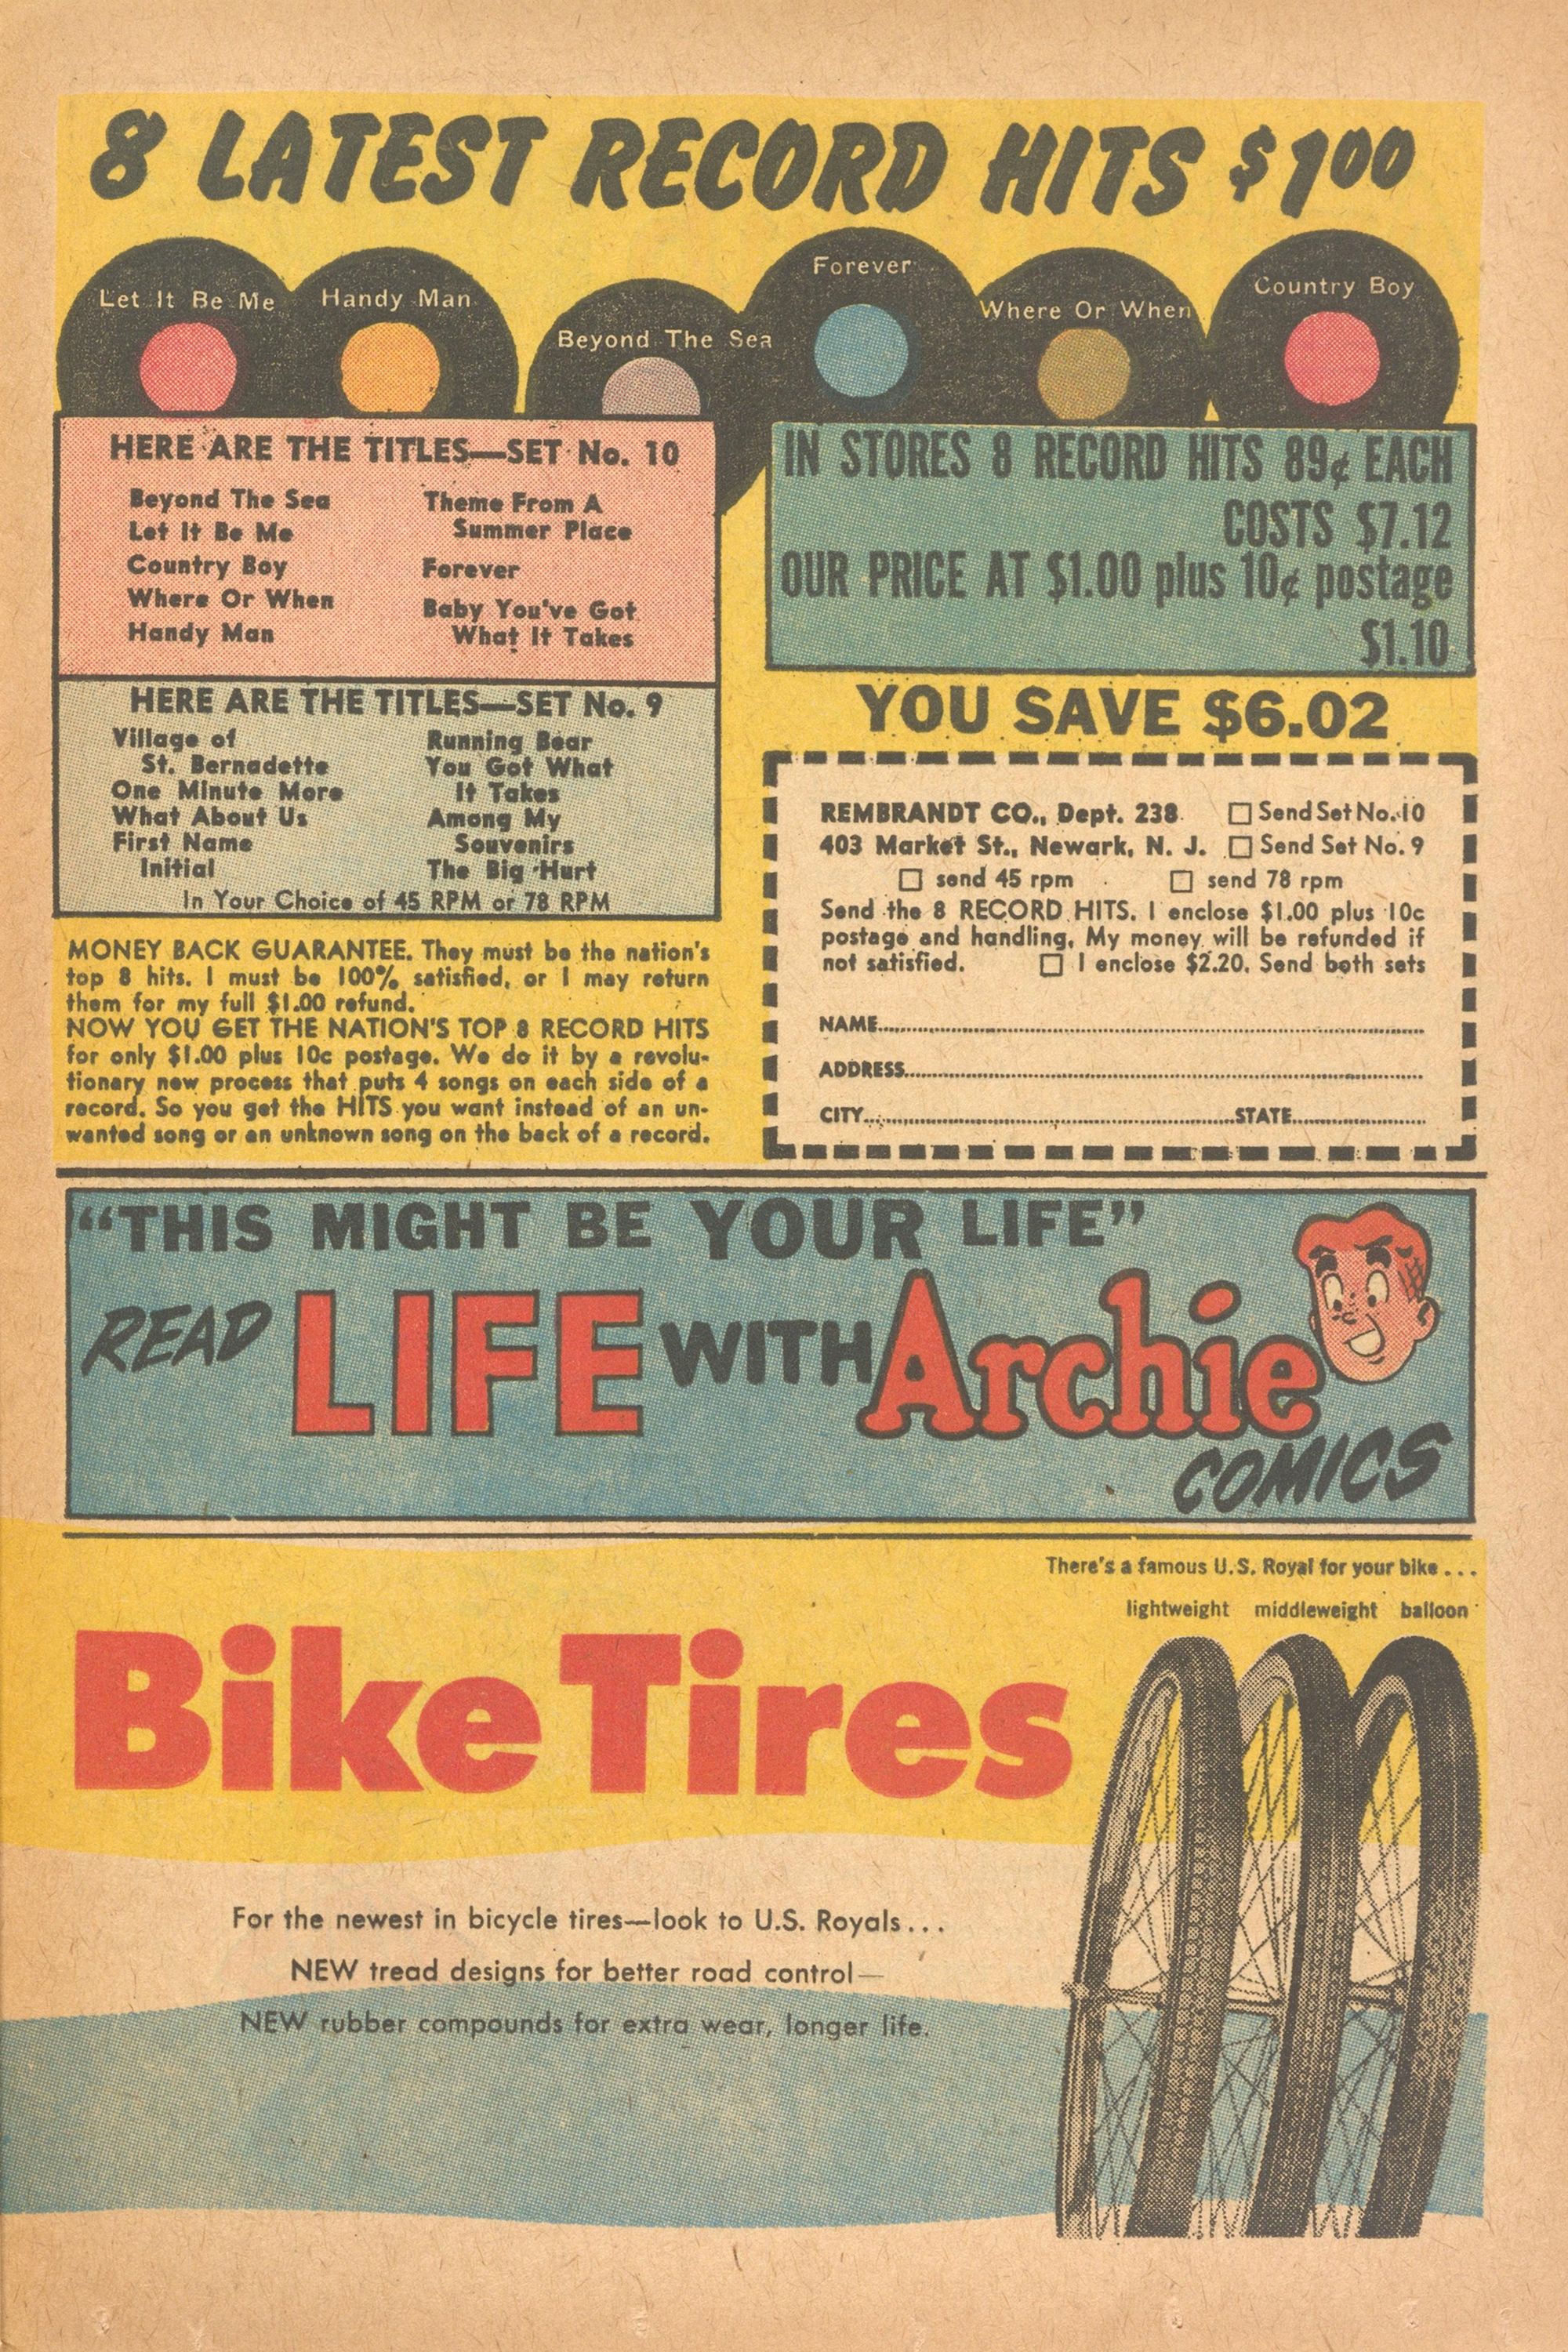 8 LATEST RECORD HITS $100
Let It Be Me
Handy Man
Beyond The Sea
Forever
Where Or When
Country Boy
HERE ARE THE TITLES—SET No. 10
Beyond The Sea
Let It Be Me
Country Boy
Where Or When
Handy Man
Theme From A
Summer Place
Forever
Baby You've Got
What It Takes
HERE ARE THE TITLES—SET No. 9
Village of
St. Bernadette
One Minute More
What About Us
First Name
Initial
Running Bear
You Got What
It Takes
Among My
Souvenirs
The Big Hurt
In Your Choice of 45 RPM or 78 RPM
MONEY BACK GUARANTEE. They must be the nation's
top 8 hits. I must be 100% satisfied, or I may return
them for my full $1.00 refund.
NOW YOU GET THE NATION'S TOP 8 RECORD HITS
for only $1.00 plus 10c postage. We do it by a revolu-
tionary new process that puts 4 songs on each side of a
record. So you get the HITS you want instead of an un-
wanted song or an unknown song on the back of a record.
IN STORES 8 RECORD HITS 89¢ EACH
COSTS $7.12
OUR PRICE AT $1.00 plus 10¢ postage
$1.10
YOU SAVE $6.02
REMBRANDT CO., Dept. 238 Send Set No. 10
403 Market St., Newark, N. J. Send Set No. 9
send 45 rpm send 78 rpm
Send the 8 RECORD HITS. I enclose $1.00 plus 10c
postage and handling. My money will be refunded if
not satisfied. I enclose $2.20. Send both sets
NAME
ADDRESS
CITY STATE
"THIS MIGHT BE YOUR LIFE"
READ LIFE WITH Archie
COMICS
There's a famous U.S. Royal for your bike...
lightweight middleweight balloon
Bike Tires
For the newest in bicycle tires—look to U.S. Royals...
NEW tread designs for better road control—
NEW rubber compounds for extra wear, longer life.